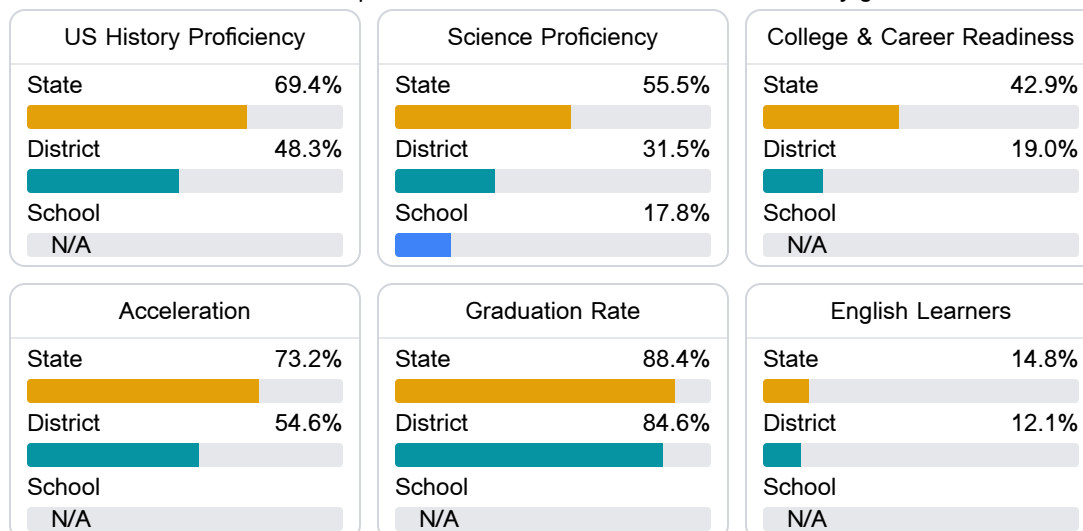 US History Proficiency
State 69.4%
District 48.3%
School
N/A
Science Proficiency
State 55.5%
District 31.5%
School 17.8%
College & Career Readiness
State 42.9%
District 19.0%
School
N/A
Acceleration
State 73.2%
District 54.6%
School
N/A
Graduation Rate
State 88.4%
District 84.6%
School
N/A
English Learners
State 14.8%
District 12.1%
School
N/A